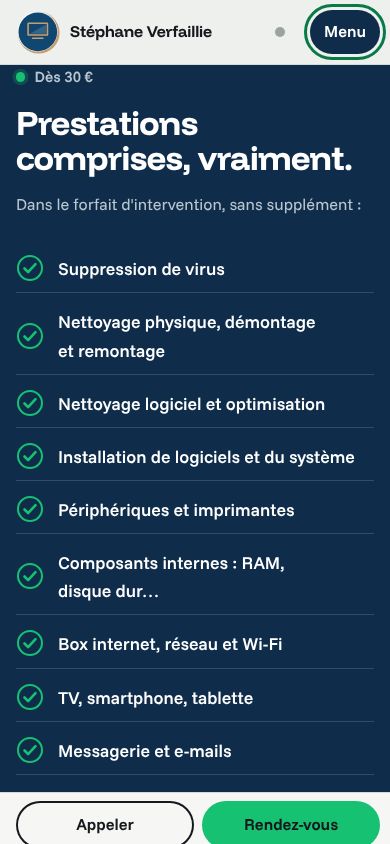 Stéphane Verfaillie
Menu
Dès 30 €
Prestations
comprises, vraiment.
Dans le forfait d'intervention, sans supplément :
Suppression de virus
Nettoyage physique, démontage
et remontage
Nettoyage logiciel et optimisation
Installation de logiciels et du système
Périphériques et imprimantes
Composants internes : RAM,
disque dur…
Box internet, réseau et Wi-Fi
TV, smartphone, tablette
Messagerie et e-mails
Appeler
Rendez-vous